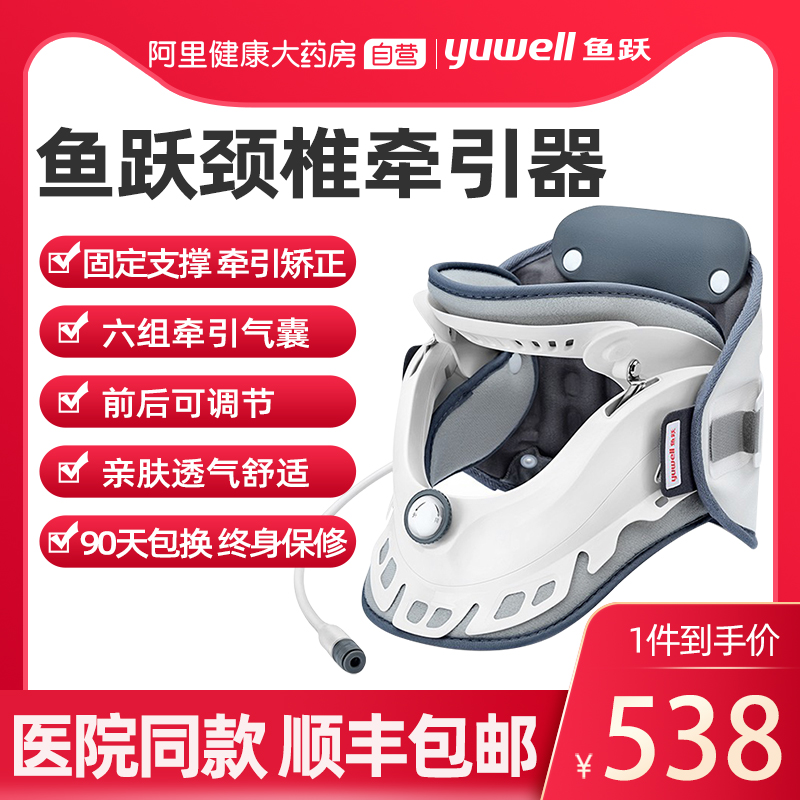 阿里健康大药房 自营 yuwell 鱼跃
鱼跃颈椎牵引器
固定支撑 牵引矫正
六组牵引气囊
前后可调节
亲肤透气舒适
90天包换 终身保修
yuwell 鱼跃
1件到手价
¥538
医院同款 顺丰包邮